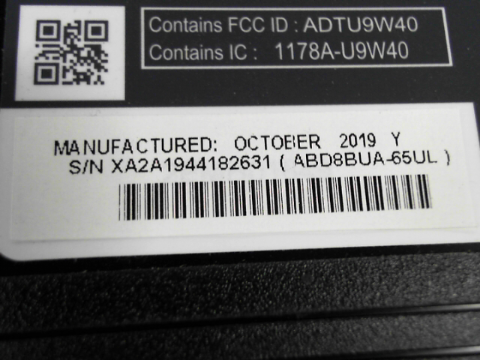 Contains FCC ID : ADTU9W40
Contains IC : 1178A-U9W40
MANUFACTURED: OCTOBER 2019 Y
S/N XA2A1944182631 ( ABD8BUA-65UL )